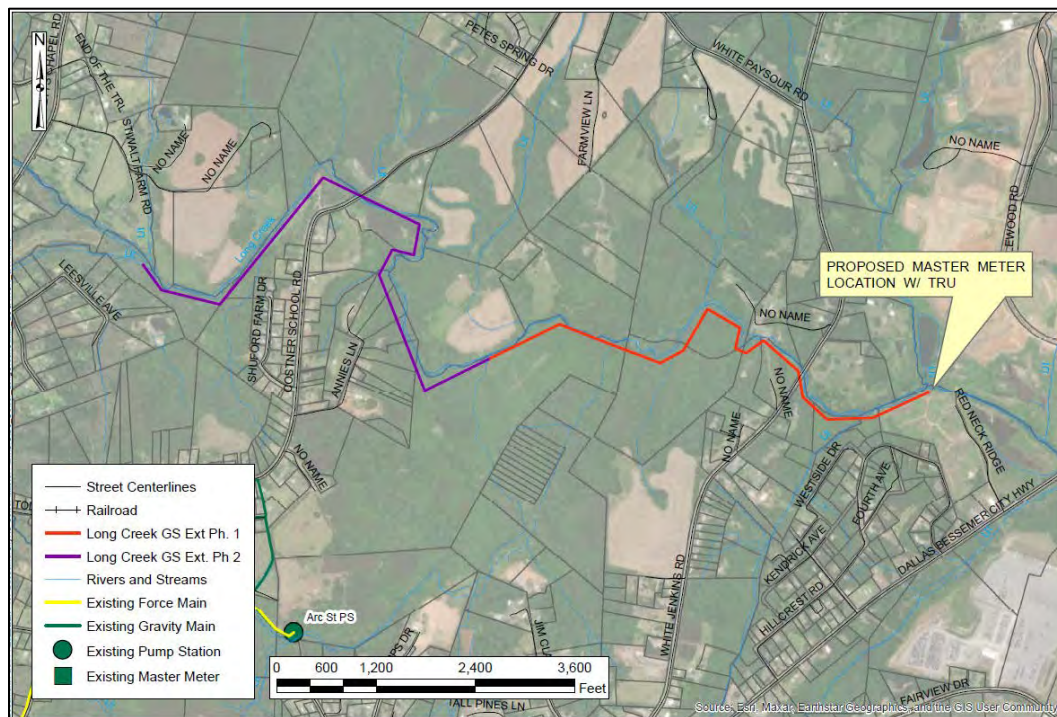 PETES SPRING DR
WHITE PAYSOUR RD
CHAPEL RD
END OF THE TRL
STIWALT FARM RD
N
NO NAME
NO NAME
FARMVIEW LN
NO NAME
EWOOD RD
Long Creek
PROPOSED MASTER METER
LOCATION W/ TRU
LEESVILLE AVE
SHUFORD FARM DR
COSTNER SCHOOL RD
ANNIES LN
NO NAME
NO NAME
NO NAME
RED NECK RIDGE
NO NAME
WESTSIDE DR
FOURTH AVE
KENDRICK AVE
HILLCREST RD
DALLAS BESSEMER CITY HWY
WHITE JENKINS RD
Street Centerlines
Railroad
Long Creek GS Ext Ph. 1
Long Creek GS Ext. Ph 2
Rivers and Streams
Existing Force Main
Existing Gravity Main
Existing Pump Station
Existing Master Meter
Arc St PS
PS DR
JIM CL
0 600 1,200 2,400 3,600
Feet
TALL PINES LN
FAIRVIEW DR
Source: Esri, Maxar, Earthstar Geographics, and the GIS User Community